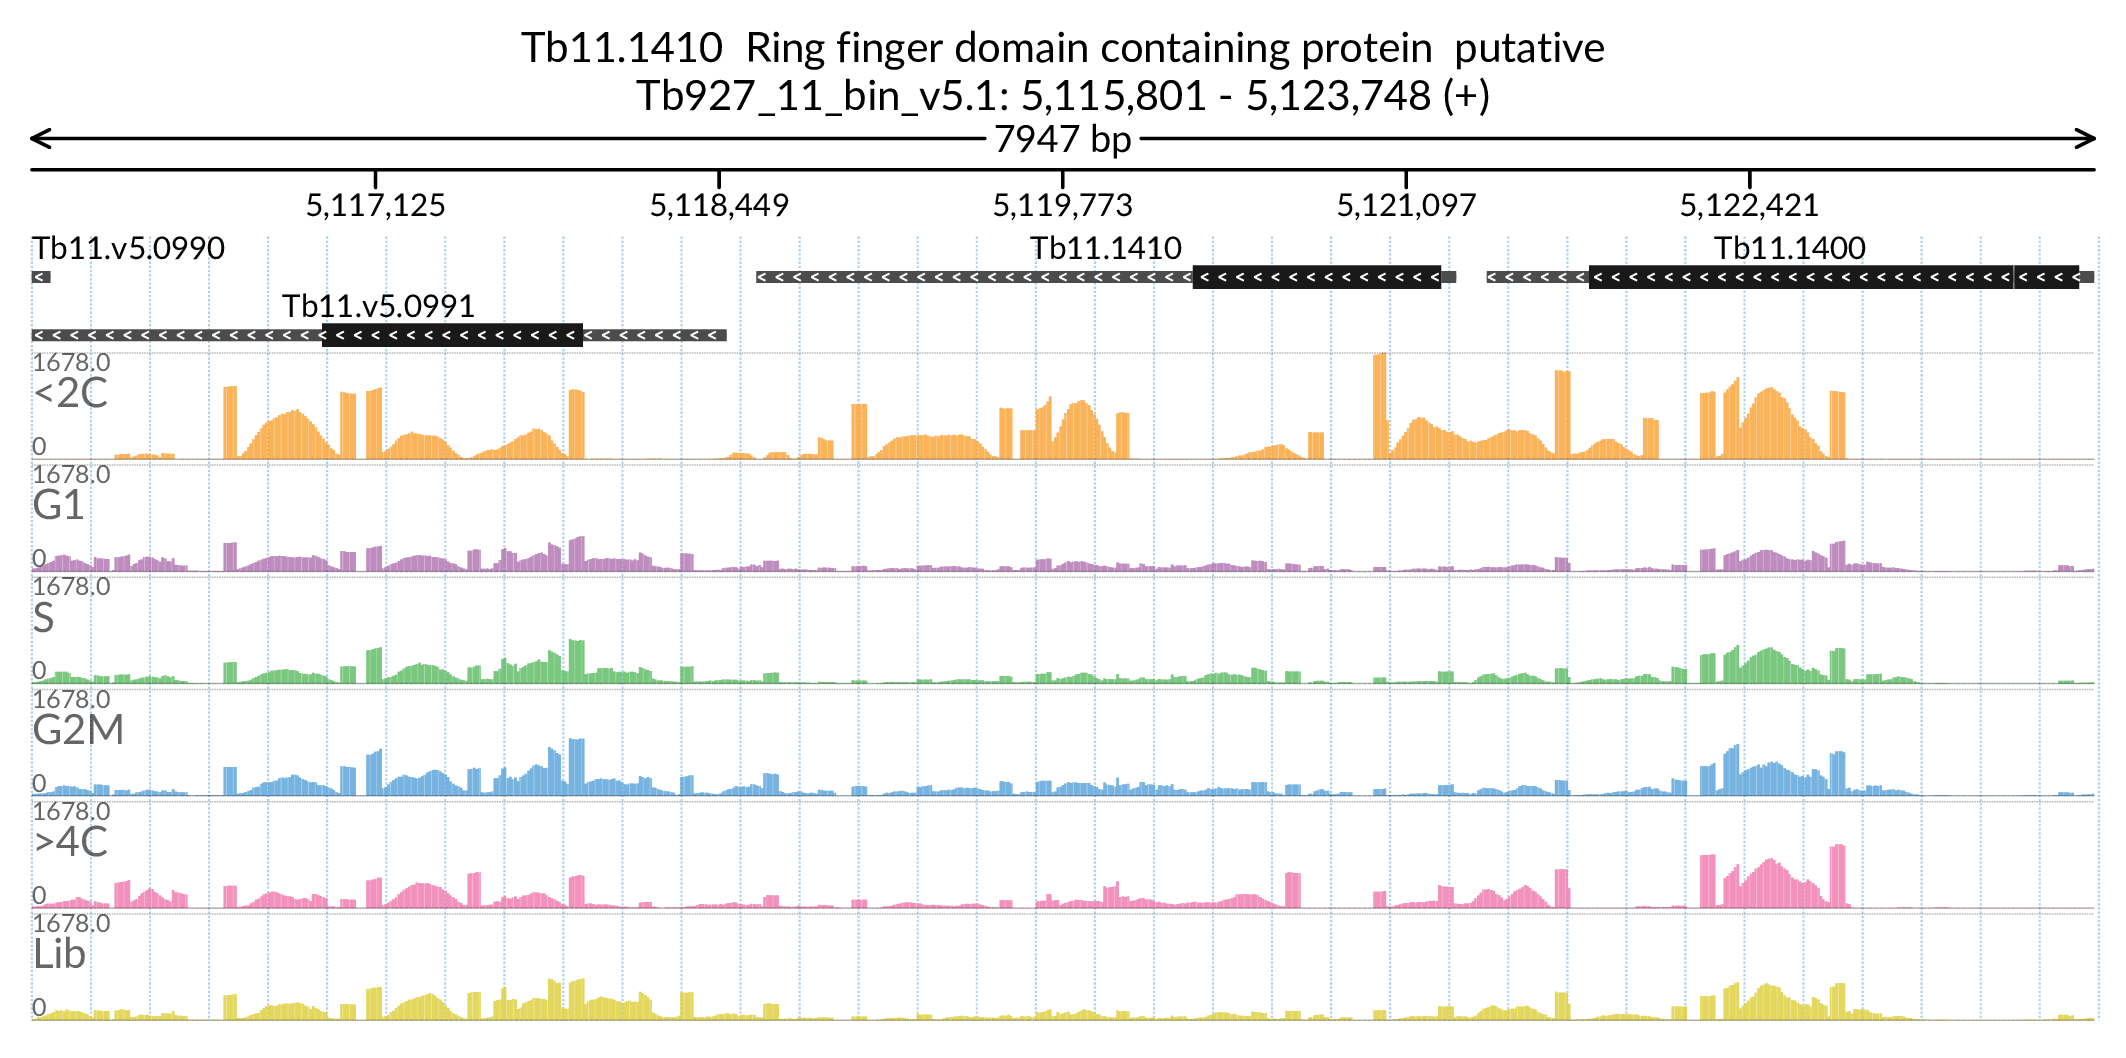 Tb11.1410 Ring finger domain containing protein putative
Tb927_11_bin_v5.1: 5,115,801 - 5,123,748 (+)
7947 bp
5,117,125 5,118,449 5,119,773 5,121,097 5,122,421
Tb11.v5.0990 Tb11.1410 Tb11.1400
Tb11.v5.0991
1678.0
<2C
0
1678.0
G1
0
1678.0
S
0
1678.0
G2M
0
1678.0
>4C
0
1678.0
Lib
0